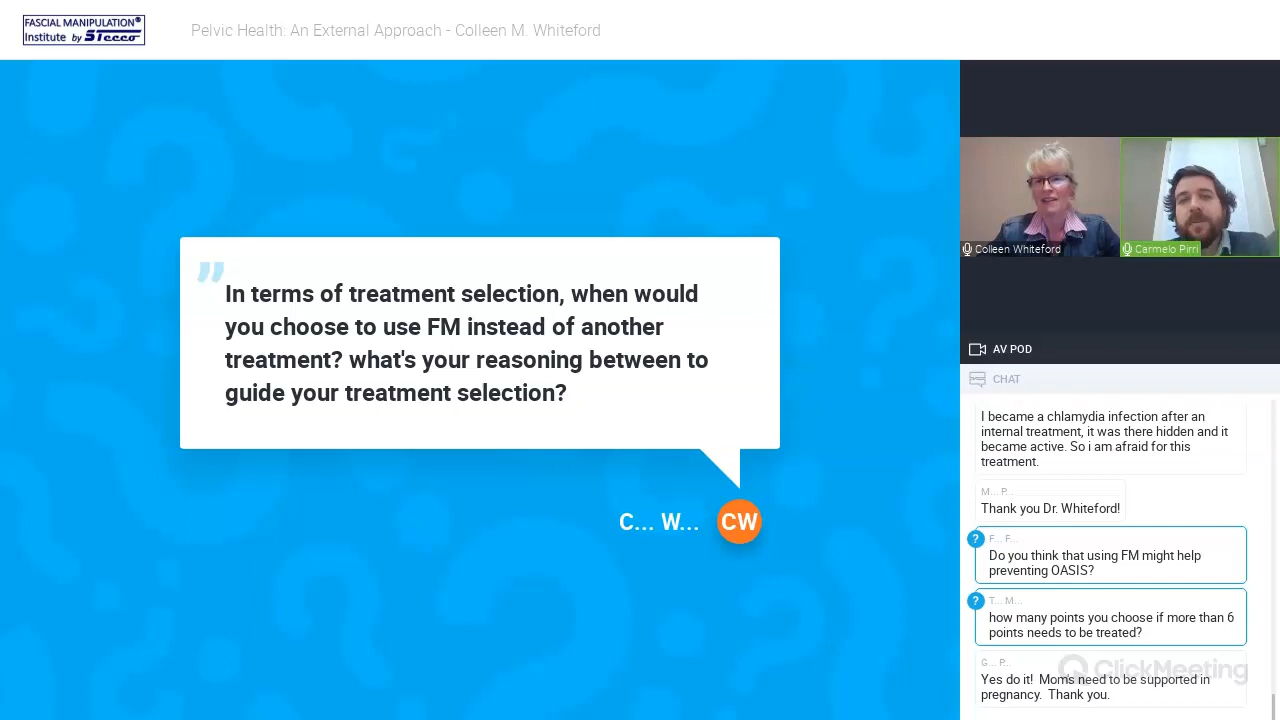 FASCIAL MANIPULATION®
Institute by STECCO
Pelvic Health: An External Approach - Colleen M. Whiteford
"
In terms of treatment selection, when would
you choose to use FM instead of another
treatment? what's your reasoning between to
guide your treatment selection?
C... W...
CW
Colleen Whiteford
Carmelo Pirri
AV POD
CHAT
I became a chlamydia infection after an
internal treatment, it was there hidden and it
became active. So i am afraid for this
treatment.
M... P...
Thank you Dr. Whiteford!
?
F... F...
Do you think that using FM might help
preventing OASIS?
?
T... M...
how many points you choose if more than 6
points needs to be treated?
G... P...
Yes do it! Moms need to be supported in
pregnancy. Thank you.
ClickMeeting